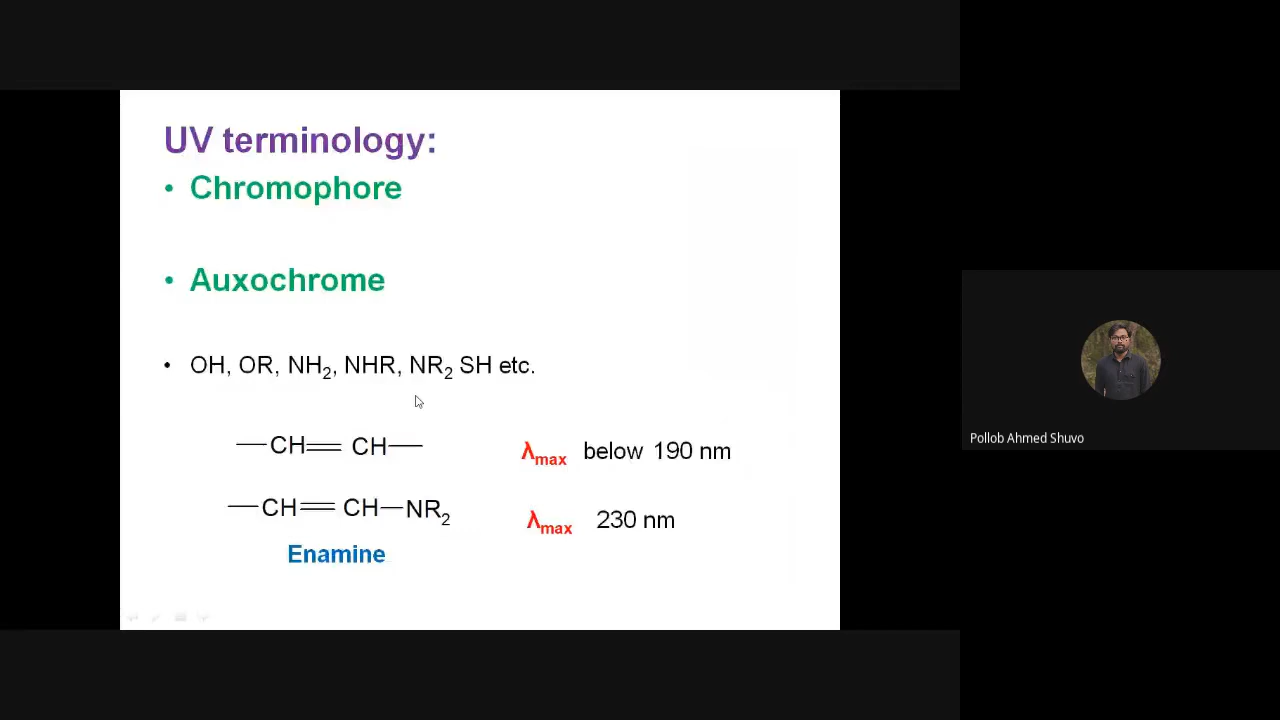 UV terminology:
• Chromophore
• Auxochrome
• OH, OR, NH₂, NHR, NR₂ SH etc.
—CH══CH— λmax below 190 nm
—CH══CH—NR₂ λmax 230 nm
Enamine
Pollob Ahmed Shuvo